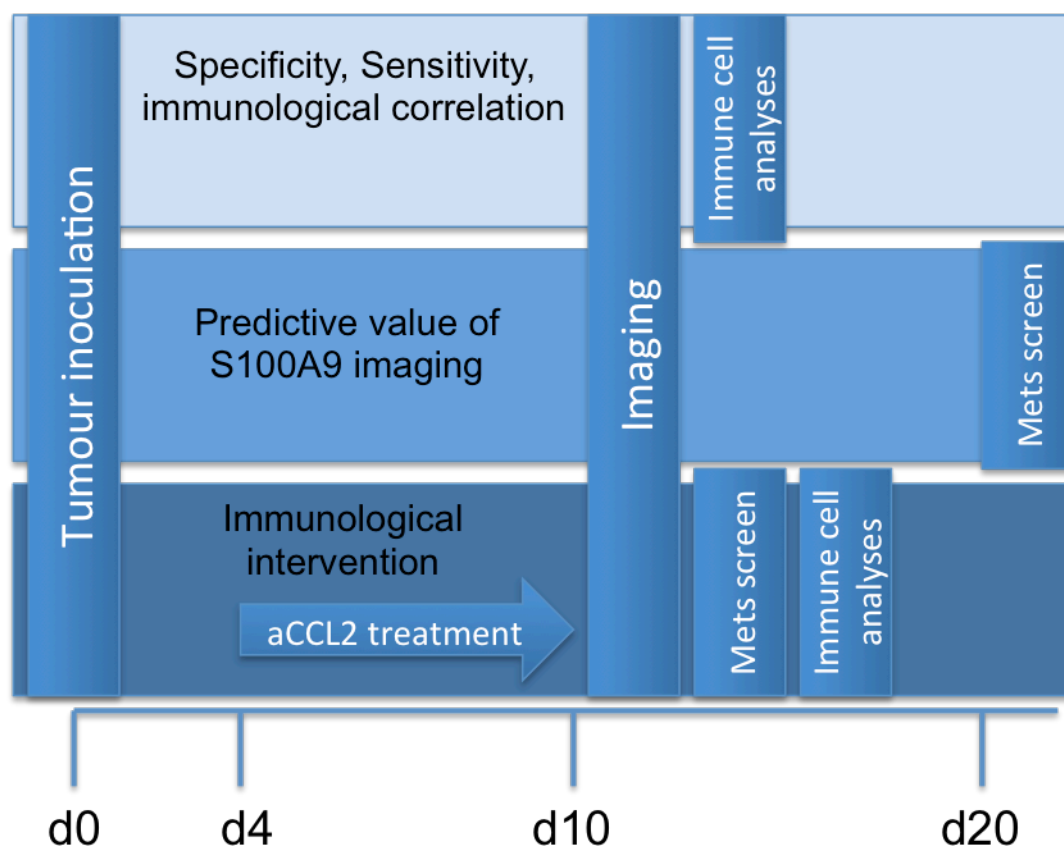 Tumour inoculation
Specificity, Sensitivity,
immunological correlation
Imaging
Immune cell
analyses
Predictive value of
S100A9 imaging
Mets screen
Immunological
intervention
aCCL2 treatment
Mets screen
Immune cell
analyses
d0
d4
d10
d20